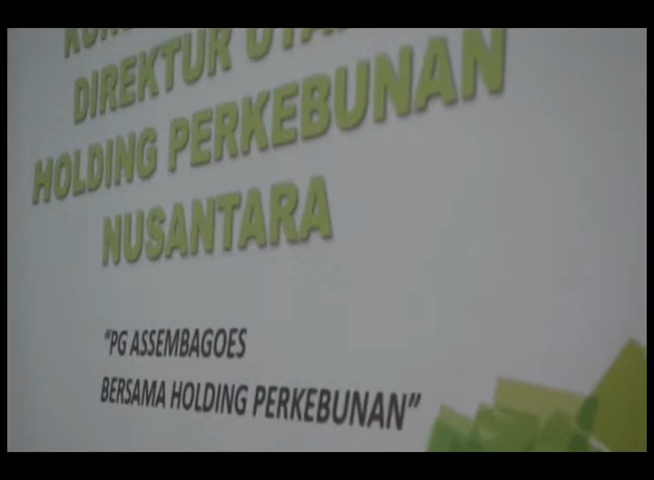 DIREKTUR
HOLDING PERKEBUNAN
NUSANTARA
"PG ASSEMBAGOES
BERSAMA HOLDING PERKEBUNAN"